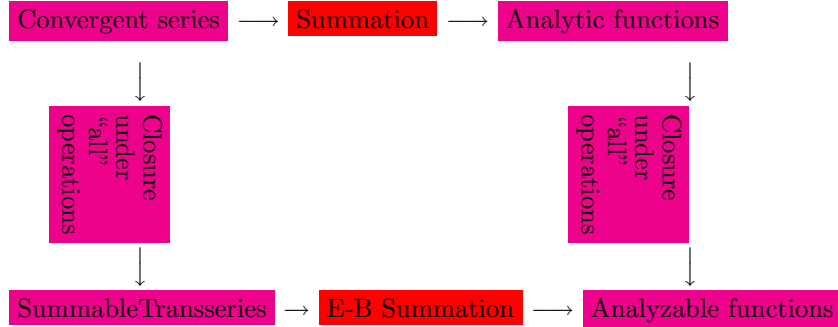 Convergent series
Summation
Analytic functions
Closure
under
“all”
operations
Closure
under
“all”
operations
SummableTransseries
E-B Summation
Analyzable functions